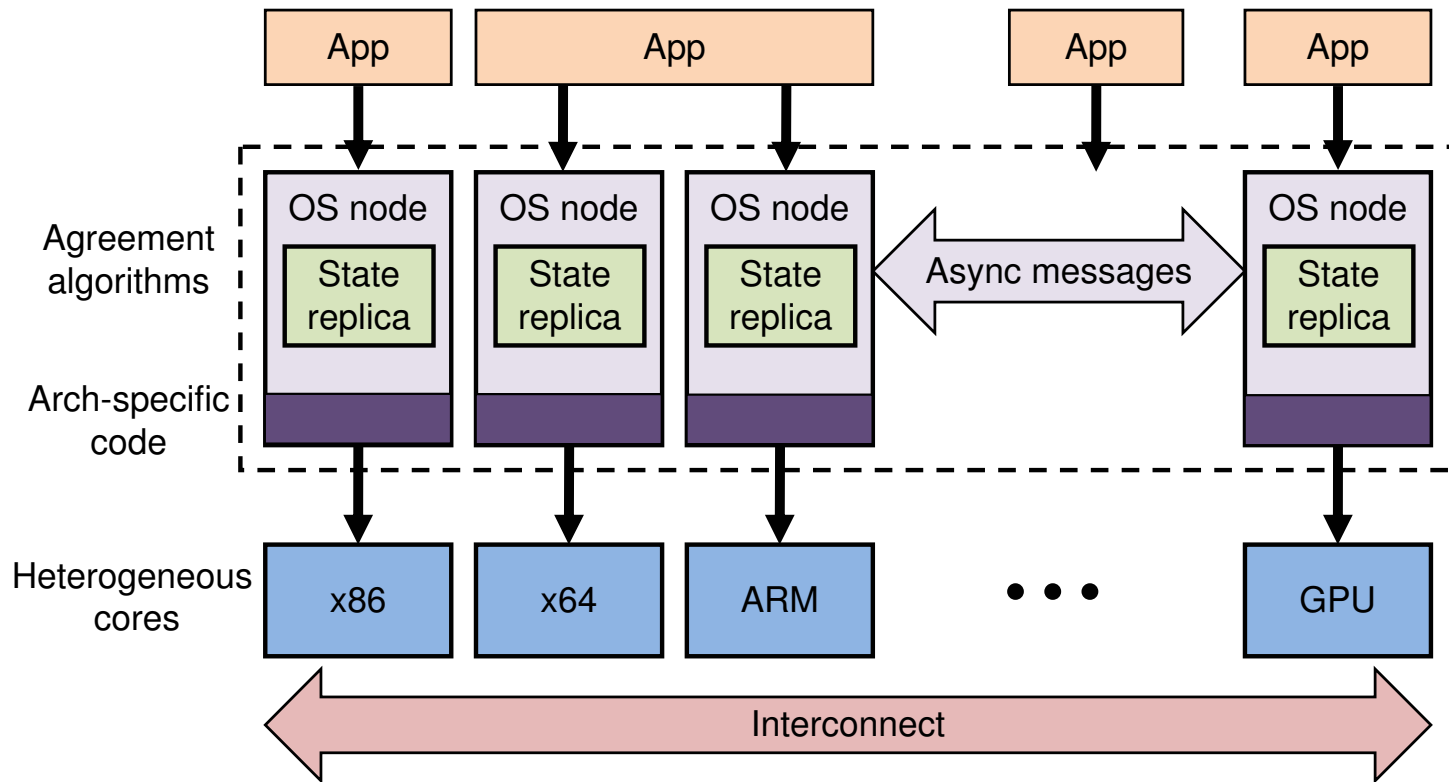 App
App
App
App
OS node
OS node
OS node
OS node
Agreement
algorithms
State
replica
State
replica
State
replica
Async messages
State
replica
Arch-specific
code
Heterogeneous
cores
x86
x64
ARM
GPU
Interconnect